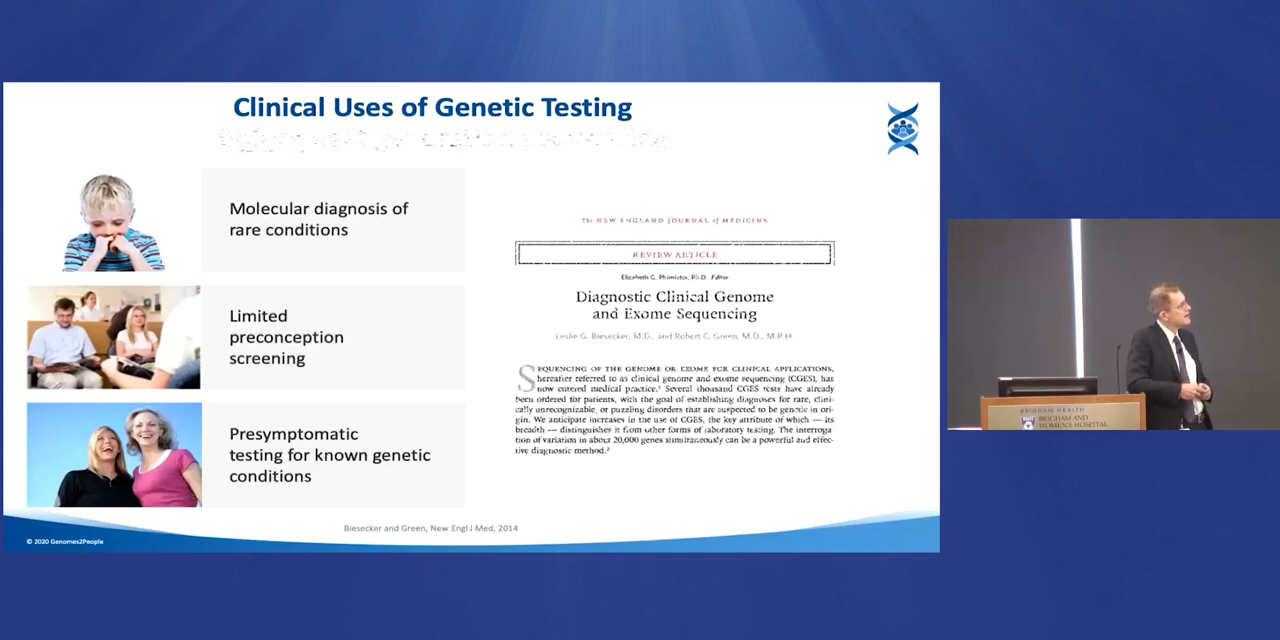 Clinical Uses of Genetic Testing
Molecular diagnosis of
rare conditions
Limited
preconception
screening
Presymptomatic
testing for known genetic
conditions
The NEW ENGLAND JOURNAL of MEDICINE
REVIEW ARTICLE
Elizabeth G. Phimister, Ph.D. Editor
Diagnostic Clinical Genome
and Exome Sequencing
Leslie G. Biesecker, M.D., and Robert C. Green, M.D., M.P.H
SEQUENCING OF THE GENOME OR EXOME FOR CLINICAL APPLICATIONS,
hereafter referred to as clinical genome and exome sequencing (CGES), has
now entered medical practice.¹ Several thousand CGES tests have already
been ordered for patients, with the goal of establishing diagnoses for rare, clini-
cally unrecognizable, or puzzling disorders that are suspected to be genetic in ori-
gin. We anticipate increases in the use of CGES, the key attribute of which — its
breadth — distinguishes it from other forms of laboratory testing. The interroga
tion of variation in about 20,000 genes simultaneously can be a powerful and effec-
tive diagnostic method.²
Biesecker and Green, New Engl J Med, 2014
© 2020 Genomes2People
BRIGHAM HEALTH
BRIGHAM AND
WOMEN'S HOSPITAL